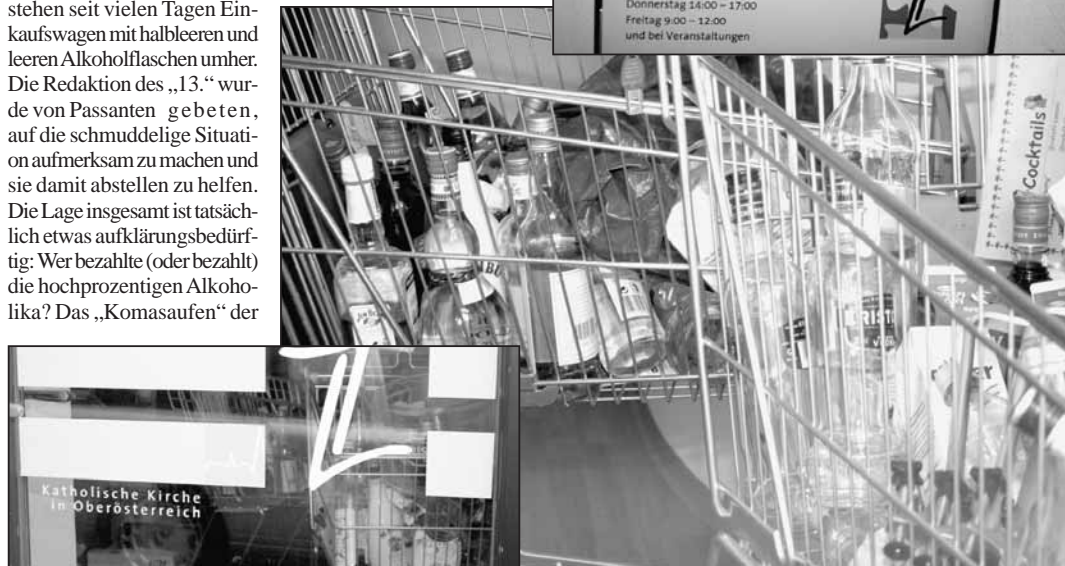 stehen seit vielen Tagen Ein-
kaufswagen mit halbleeren und
leeren Alkoholflaschen umher.
Die Redaktion des „13.“ wur-
de von Passanten gebeten,
auf die schmuddelige Situati-
on aufmerksam zu machen und
sie damit abstellen zu helfen.
Die Lage insgesamt ist tatsäch-
lich etwas aufklärungsbedürf-
tig: Wer bezahlte (oder bezahlt)
die hochprozentigen Alkoho-
lika? Das „Komasaufen“ der
Donnerstag 14:00 – 17:00
Freitag 9:00 – 12:00
und bei Veranstaltungen
Cocktails
Katholische Kirche
in Oberösterreich